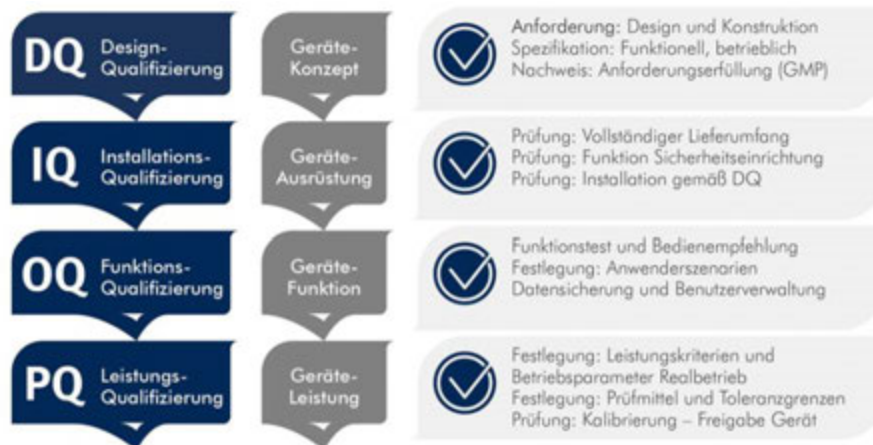 DQ
Design-
Qualifizierung
Geräte-
Konzept
Anforderung: Design und Konstruktion
Spezifikation: Funktionell, betrieblich
Nachweis: Anforderungserfüllung (GMP)
IQ
Installations-
Qualifizierung
Geräte-
Ausrüstung
Prüfung: Vollständiger Lieferumfang
Prüfung: Funktion Sicherheitseinrichtung
Prüfung: Installation gemäß DQ
OQ
Funktions-
Qualifizierung
Geräte-
Funktion
Funktionstest und Bedienempfehlung
Festlegung: Anwenderszenarien
Datensicherung und Benutzerverwaltung
PQ
Leistungs-
Qualifizierung
Geräte-
Leistung
Festlegung: Leistungskriterien und
Betriebsparameter Realbetrieb
Festlegung: Prüfmittel und Toleranzgrenzen
Prüfung: Kalibrierung – Freigabe Gerät